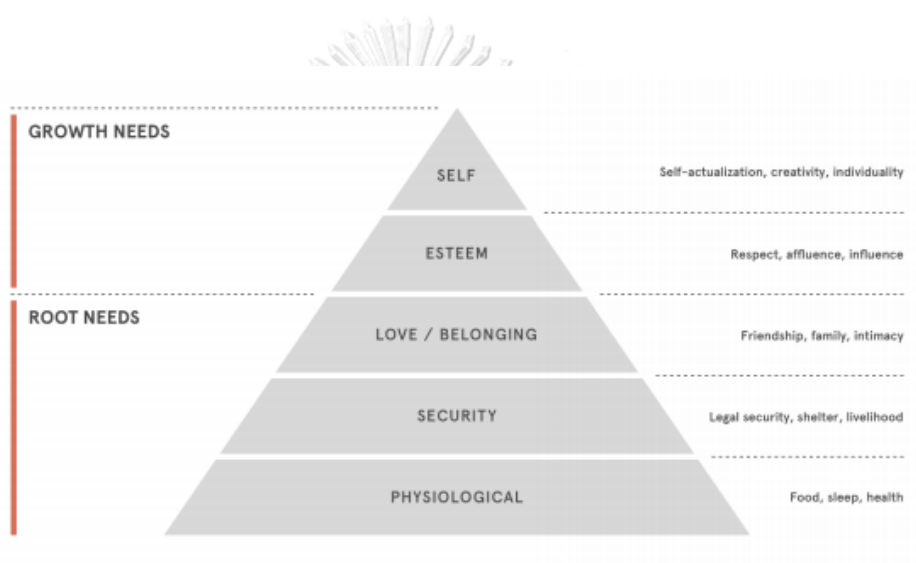 GROWTH NEEDS
SELF
Self-actualization, creativity, individuality
ESTEEM
Respect, affluence, influence
ROOT NEEDS
LOVE / BELONGING
Friendship, family, intimacy
SECURITY
Legal security, shelter, livelihood
PHYSIOLOGICAL
Food, sleep, health